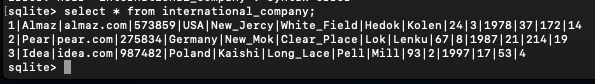 [sqlite> select * from international_company;
1|Almaz|almaz.com|573859|USA|New_Jercy|White_Field|Hedok|Kolen|24|3|1978|37|172|14
2|Pear|pear.com|275834|Germany|New_Mok|Clear_Place|Lok|Lenku|67|8|1987|21|214|19
3|Idea|idea.com|987482|Poland|Kaishi|Long_Lace|Pell|Mill|93|2|1997|17|53|4
sqlite>